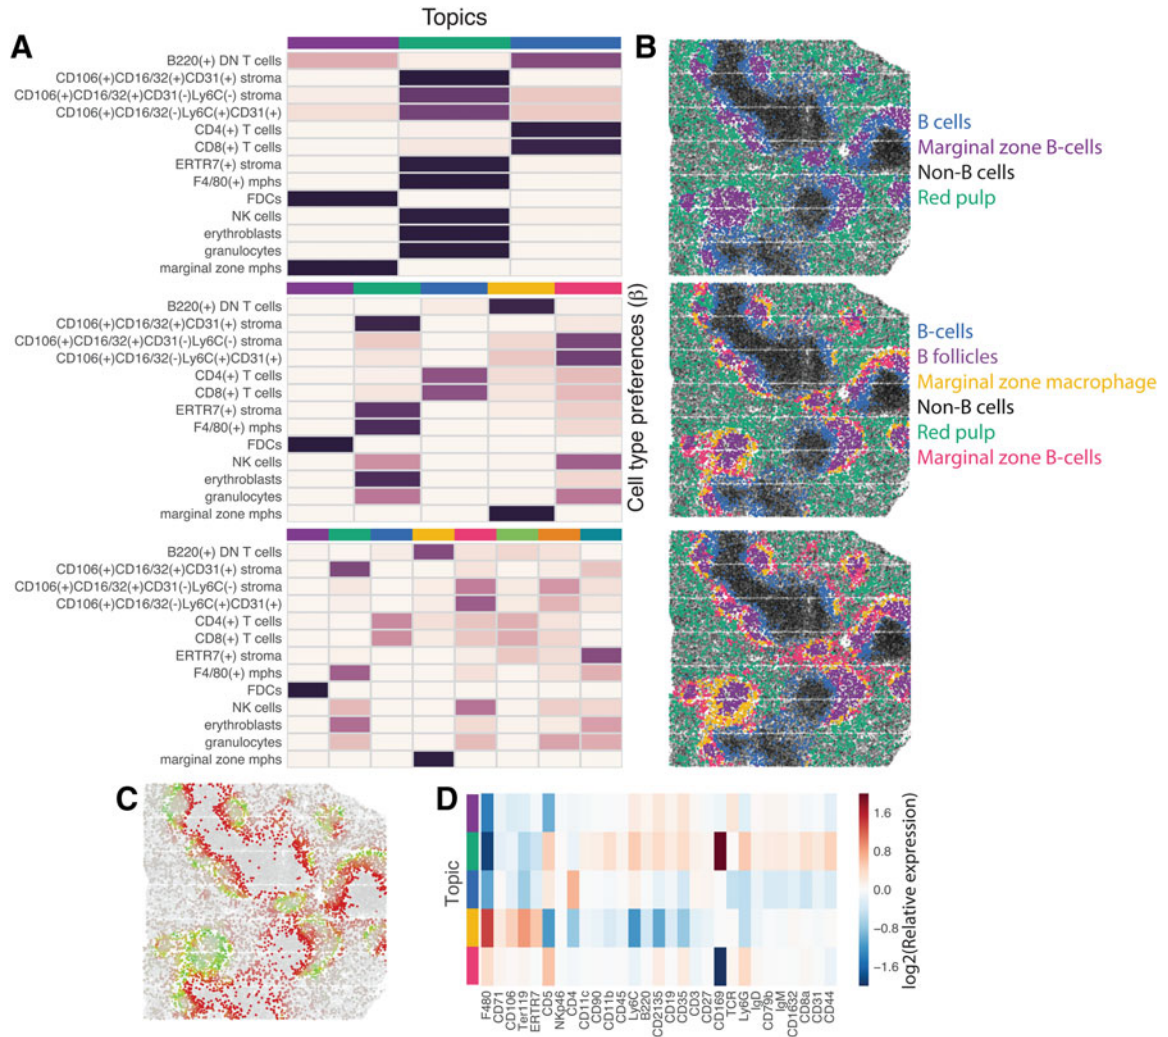 Topics
A
B220(+) DN T cells
CD106(+)CD16/32(+)CD31(+) stroma
CD106(+)CD16/32(+)CD31(-)Ly6C(-) stroma
CD106(+)CD16/32(-)Ly6C(+)CD31(+)
CD4(+) T cells
CD8(+) T cells
ERTR7(+) stroma
F4/80(+) mphs
FDCs
NK cells
erythroblasts
granulocytes
marginal zone mphs
B220(+) DN T cells
CD106(+)CD16/32(+)CD31(+) stroma
CD106(+)CD16/32(+)CD31(-)Ly6C(-) stroma
CD106(+)CD16/32(-)Ly6C(+)CD31(+)
CD4(+) T cells
CD8(+) T cells
ERTR7(+) stroma
F4/80(+) mphs
FDCs
NK cells
erythroblasts
granulocytes
marginal zone mphs
B220(+) DN T cells
CD106(+)CD16/32(+)CD31(+) stroma
CD106(+)CD16/32(+)CD31(-)Ly6C(-) stroma
CD106(+)CD16/32(-)Ly6C(+)CD31(+)
CD4(+) T cells
CD8(+) T cells
ERTR7(+) stroma
F4/80(+) mphs
FDCs
NK cells
erythroblasts
granulocytes
marginal zone mphs
Cell type preferences (β)
B
B cells
Marginal zone B-cells
Non-B cells
Red pulp
B-cells
B follicles
Marginal zone macrophage
Non-B cells
Red pulp
Marginal zone B-cells
C
D
Topic
F480
CD71
CD106
Ter119
ERTR7
CD5
NKp46
CD4
CD11c
CD90
CD11b
CD45
Ly6C
B220
CD2135
CD19
CD35
CD3
CD27
CD169
TCR
Ly6G
IgD
CD79b
IgM
CD1632
CD8a
CD31
CD44
1.6
0.8
0.0
−0.8
−1.6
log2(Relative expression)